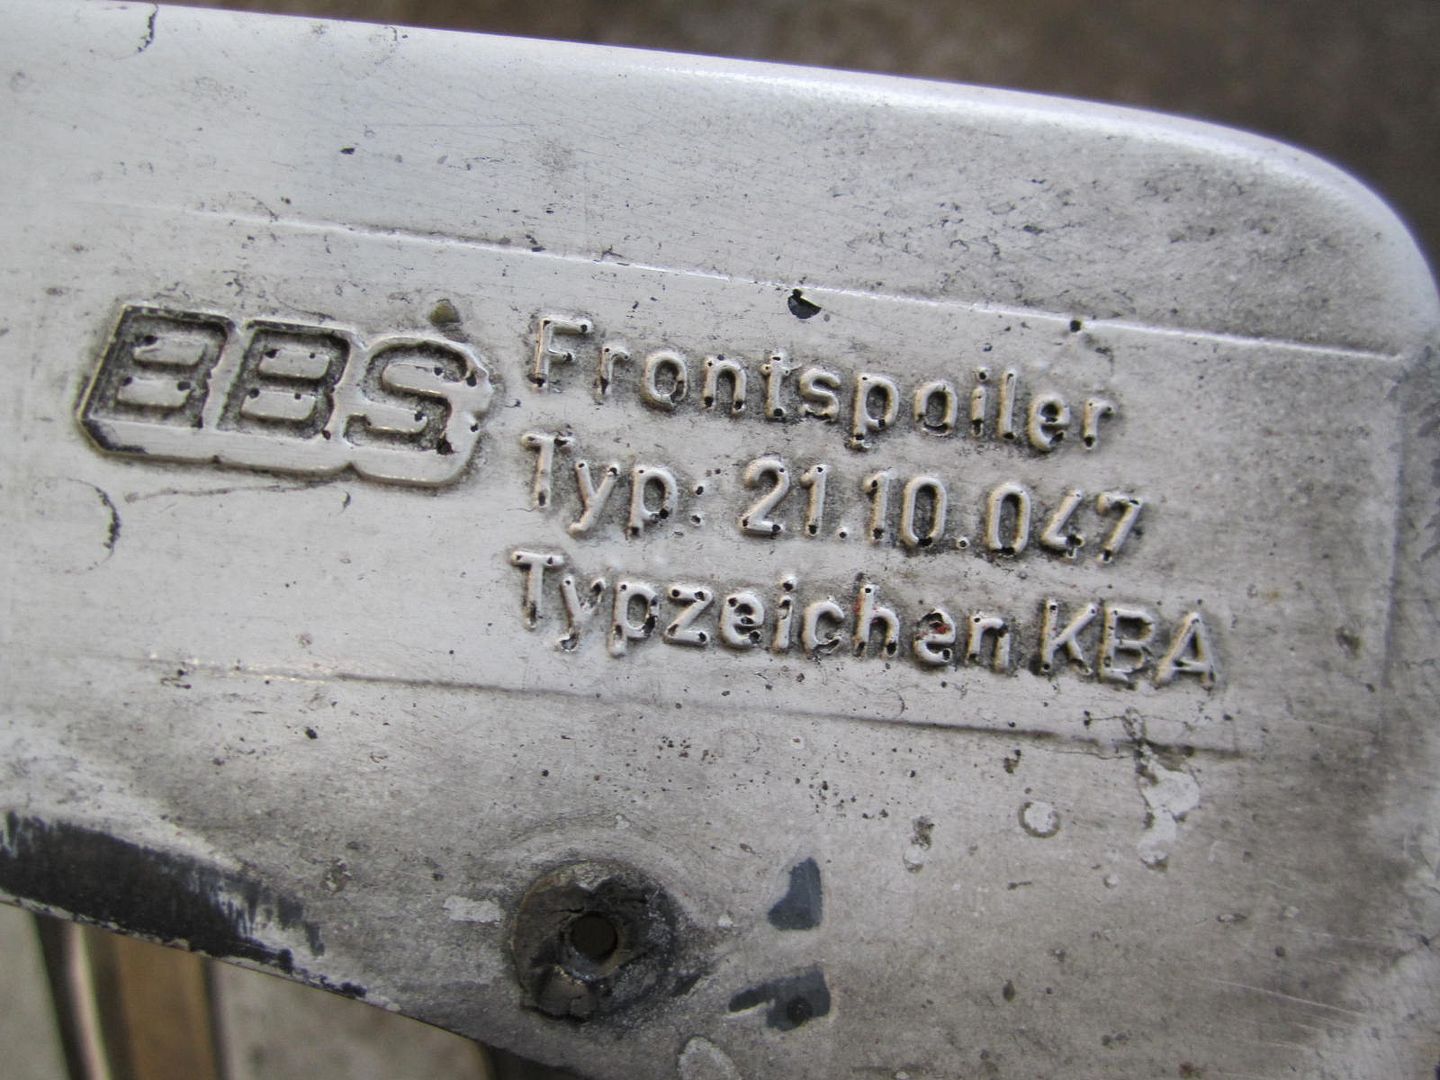 BBS
Frontspoiler
Typ: 21.10.047
Typzeichen KBA